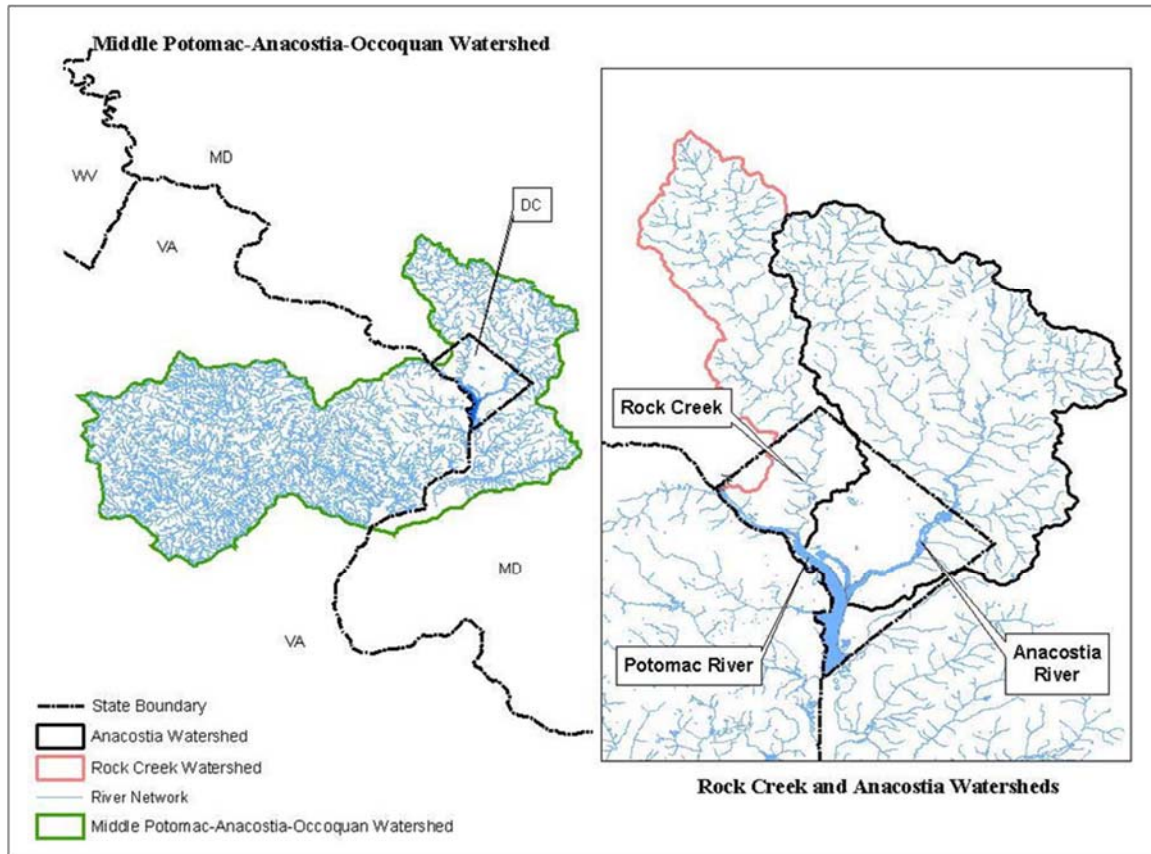 Middle Potomac-Anacostia-Occoquan Watershed
MD
WV
DC
VA
MD
VA
Rock Creek
Potomac River
Anacostia
River
State Boundary
Anacostia Watershed
Rock Creek Watershed
River Network
Middle Potomac-Anacostia-Occoquan Watershed
Rock Creek and Anacostia Watersheds